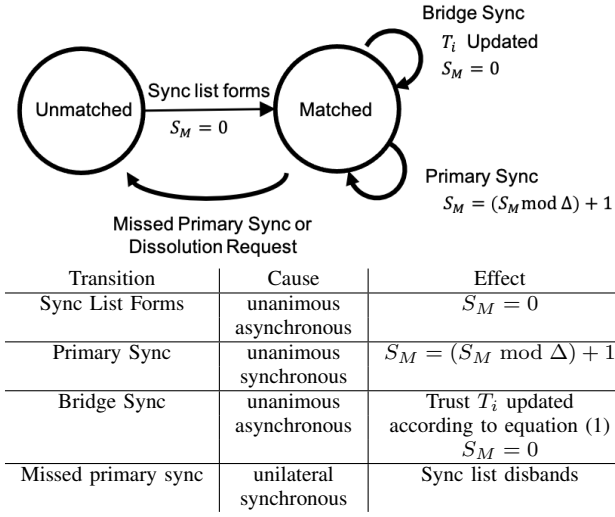 Bridge Sync
T_i Updated
S_M = 0
Unmatched
Sync list forms
S_M = 0
Matched
Primary Sync
S_M = (S_M mod Δ) + 1
Missed Primary Sync or
Dissolution Request
Transition Cause Effect
Sync List Forms unanimous S_M = 0
asynchronous
Primary Sync unanimous S_M = (S_M mod Δ) + 1
synchronous
Bridge Sync unanimous Trust T_i updated
asynchronous according to equation (1)
S_M = 0
Missed primary sync unilateral Sync list disbands
synchronous